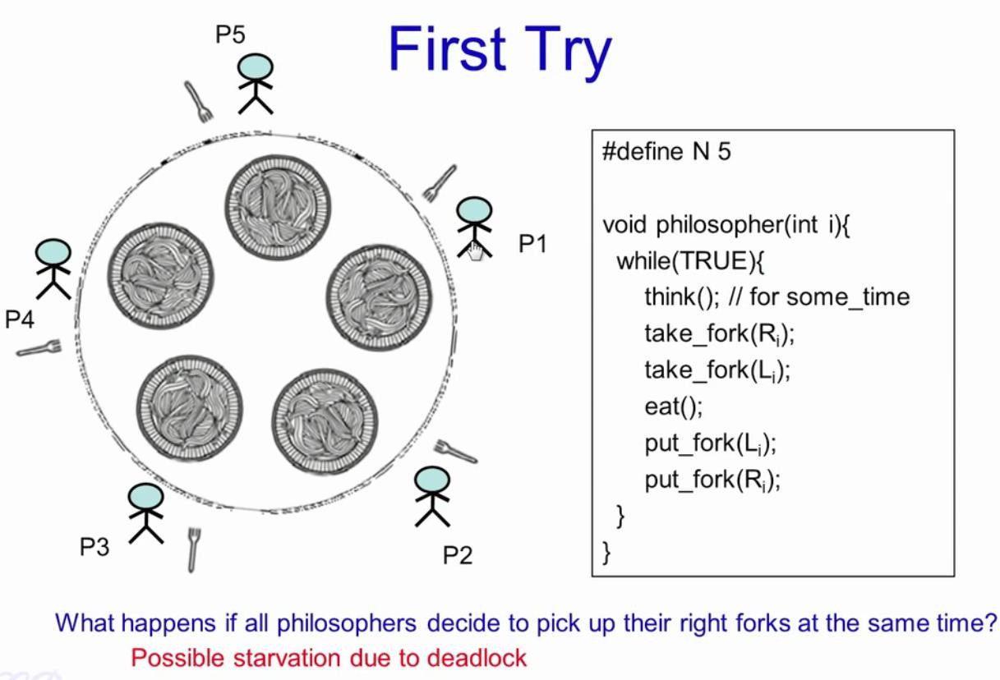 First Try
P5
P1
P4
P3
P2
#define N 5
void philosopher(int i){
while(TRUE){
think(); // for some_time
take_fork(Rᵢ);
take_fork(Lᵢ);
eat();
put_fork(Lᵢ);
put_fork(Rᵢ);
}
}
What happens if all philosophers decide to pick up their right forks at the same time?
Possible starvation due to deadlock